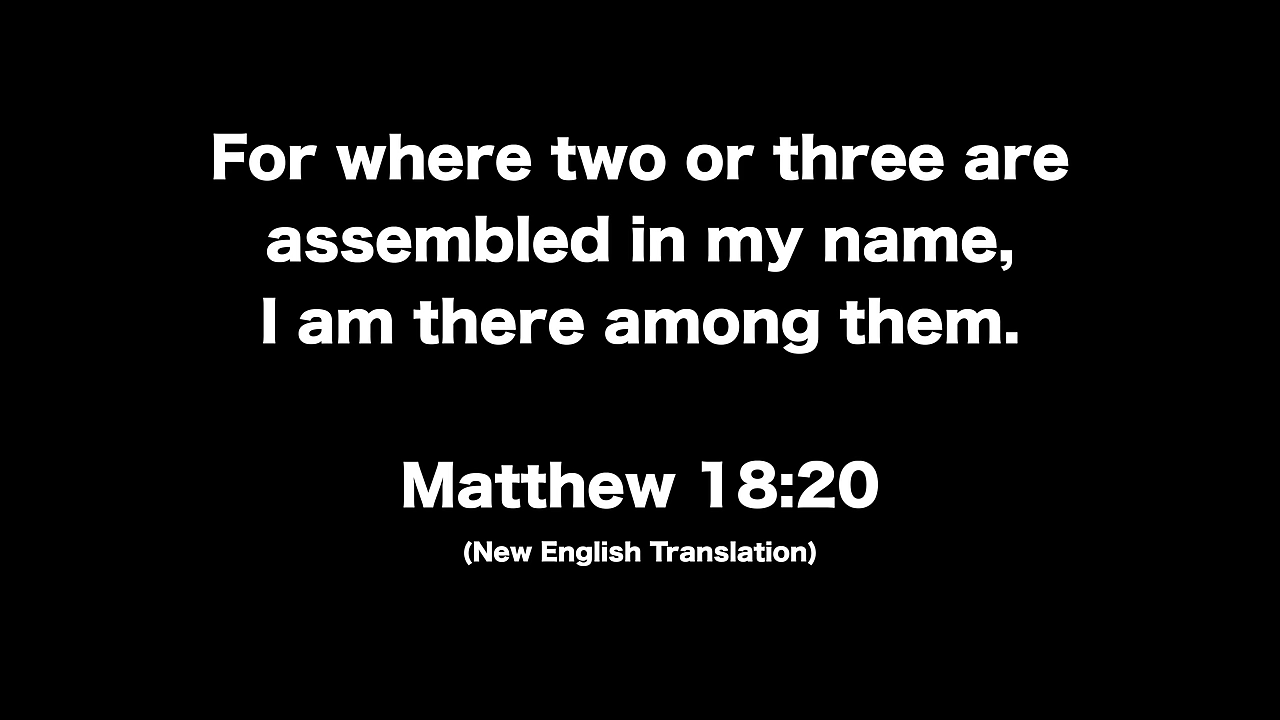 For where two or three are
assembled in my name,
I am there among them.
Matthew 18:20
(New English Translation)